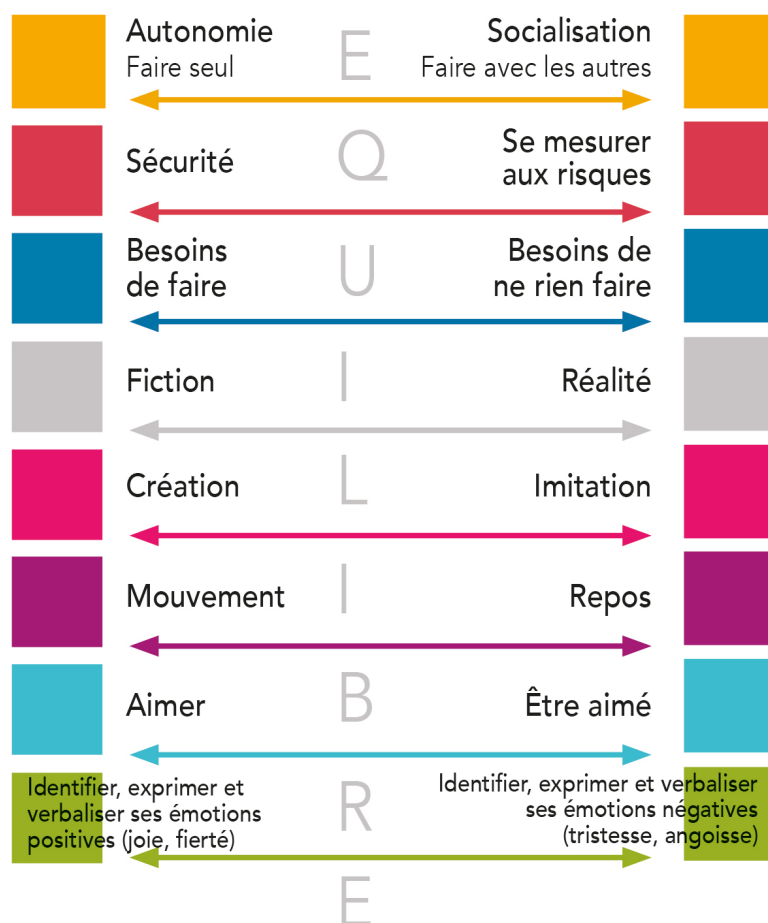 Autonomie
Faire seul
E
Socialisation
Faire avec les autres
Sécurité
Q
Se mesurer
aux risques
Besoins
de faire
U
Besoins de
ne rien faire
Fiction
I
Réalité
Création
L
Imitation
Mouvement
I
Repos
Aimer
B
Être aimé
Identifier, exprimer et
verbaliser ses émotions
positives (joie, fierté)
R
Identifier, exprimer et verbaliser
ses émotions négatives
(tristesse, angoisse)
E